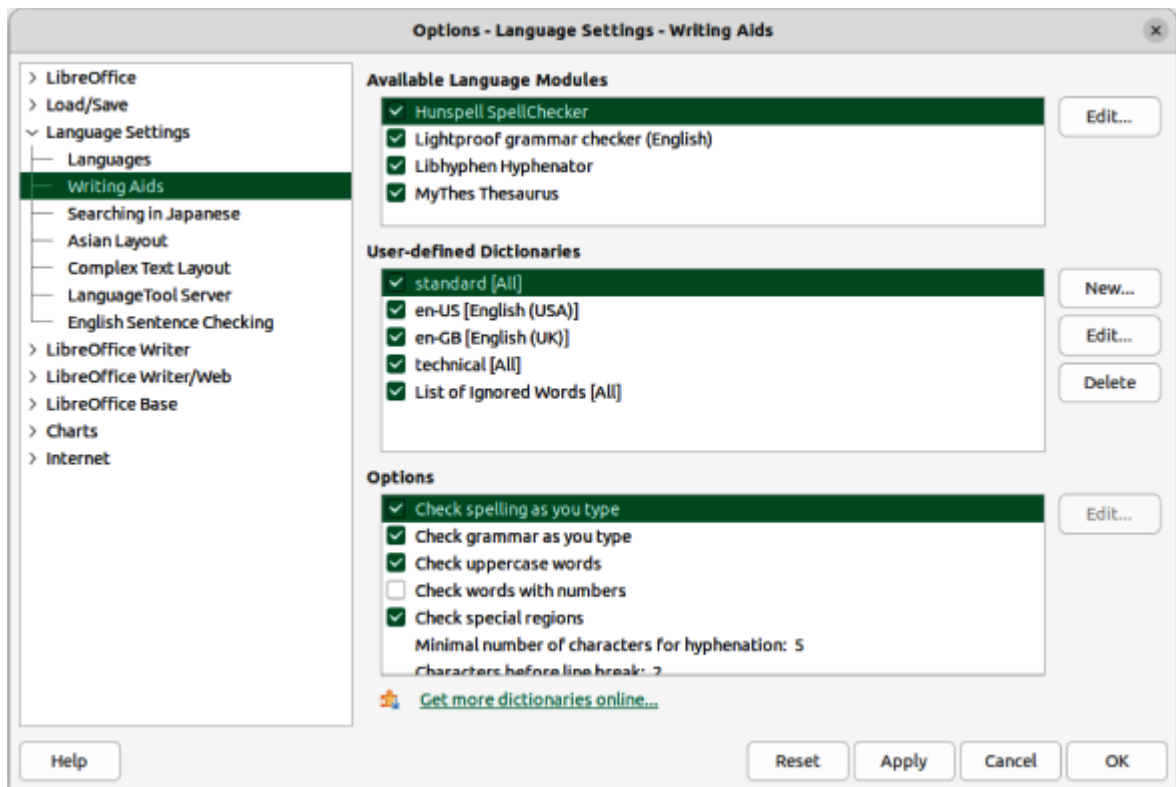 Options - Language Settings - Writing Aids
LibreOffice
Load/Save
Language Settings
Languages
Writing Aids
Searching in Japanese
Asian Layout
Complex Text Layout
LanguageTool Server
English Sentence Checking
LibreOffice Writer
LibreOffice Writer/Web
LibreOffice Base
Charts
Internet
Available Language Modules
Hunspell SpellChecker
Lightproof grammar checker (English)
Libhyphen Hyphenator
MyThes Thesaurus
Edit...
User-defined Dictionaries
standard [All]
en-US [English (USA)]
en-GB [English (UK)]
technical [All]
List of Ignored Words [All]
New...
Edit...
Delete
Options
Check spelling as you type
Check grammar as you type
Check uppercase words
Check words with numbers
Check special regions
Minimal number of characters for hyphenation: 5
Characters before line break: 2
Edit...
Get more dictionaries online...
Help
Reset
Apply
Cancel
OK